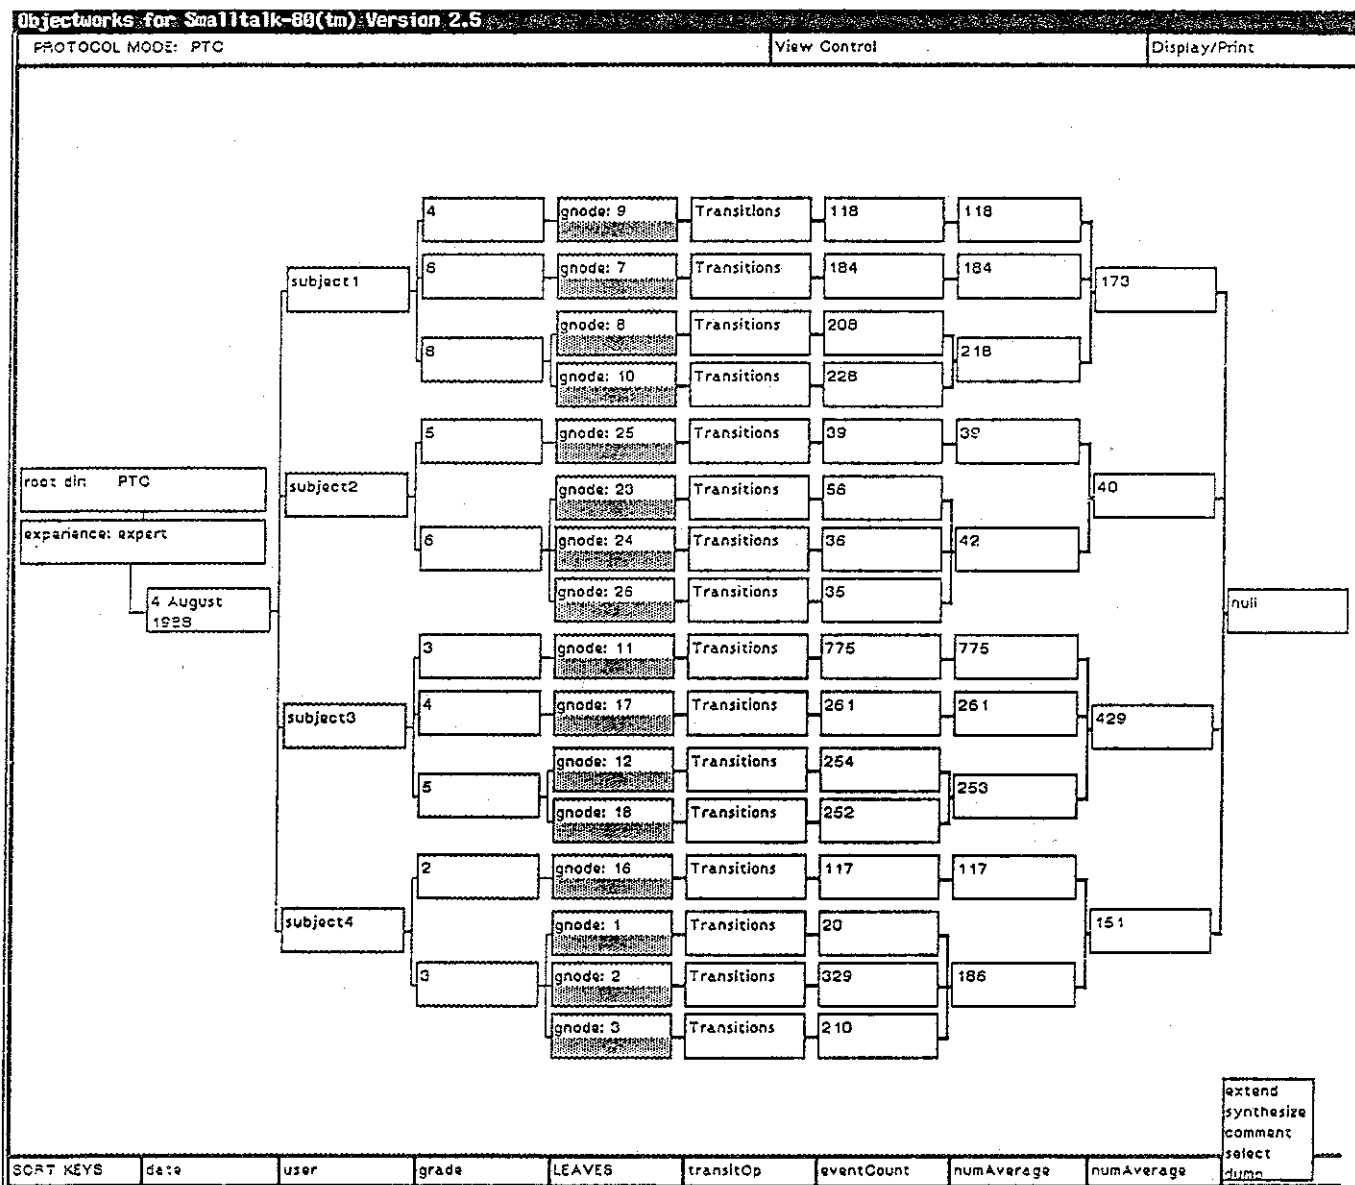 Objectworks for Smalltalk-80(tm) Version 2.5
PROTOCOL MODE: PTC
View Control
Display/Print
4
gnode: 9
Transitions
118
118
6
gnode: 7
Transitions
184
184
subject1
173
gnode: 8
Transitions
208
8
218
gnode: 10
Transitions
228
5
gnode: 25
Transitions
39
39
root dir: PTC
subject2
gnode: 23
Transitions
56
40
experience: expert
6
gnode: 24
Transitions
36
42
gnode: 26
Transitions
35
4 August
1988
null
3
gnode: 11
Transitions
775
775
4
gnode: 17
Transitions
261
261
subject3
429
gnode: 12
Transitions
254
5
253
gnode: 18
Transitions
252
2
gnode: 16
Transitions
117
117
subject4
gnode: 1
Transitions
20
151
3
gnode: 2
Transitions
329
186
gnode: 3
Transitions
210
extend
synthesize
comment
select
dump
SORT KEYS
date
user
grade
LEAVES
transitOp
eventCount
numAverage
numAverage